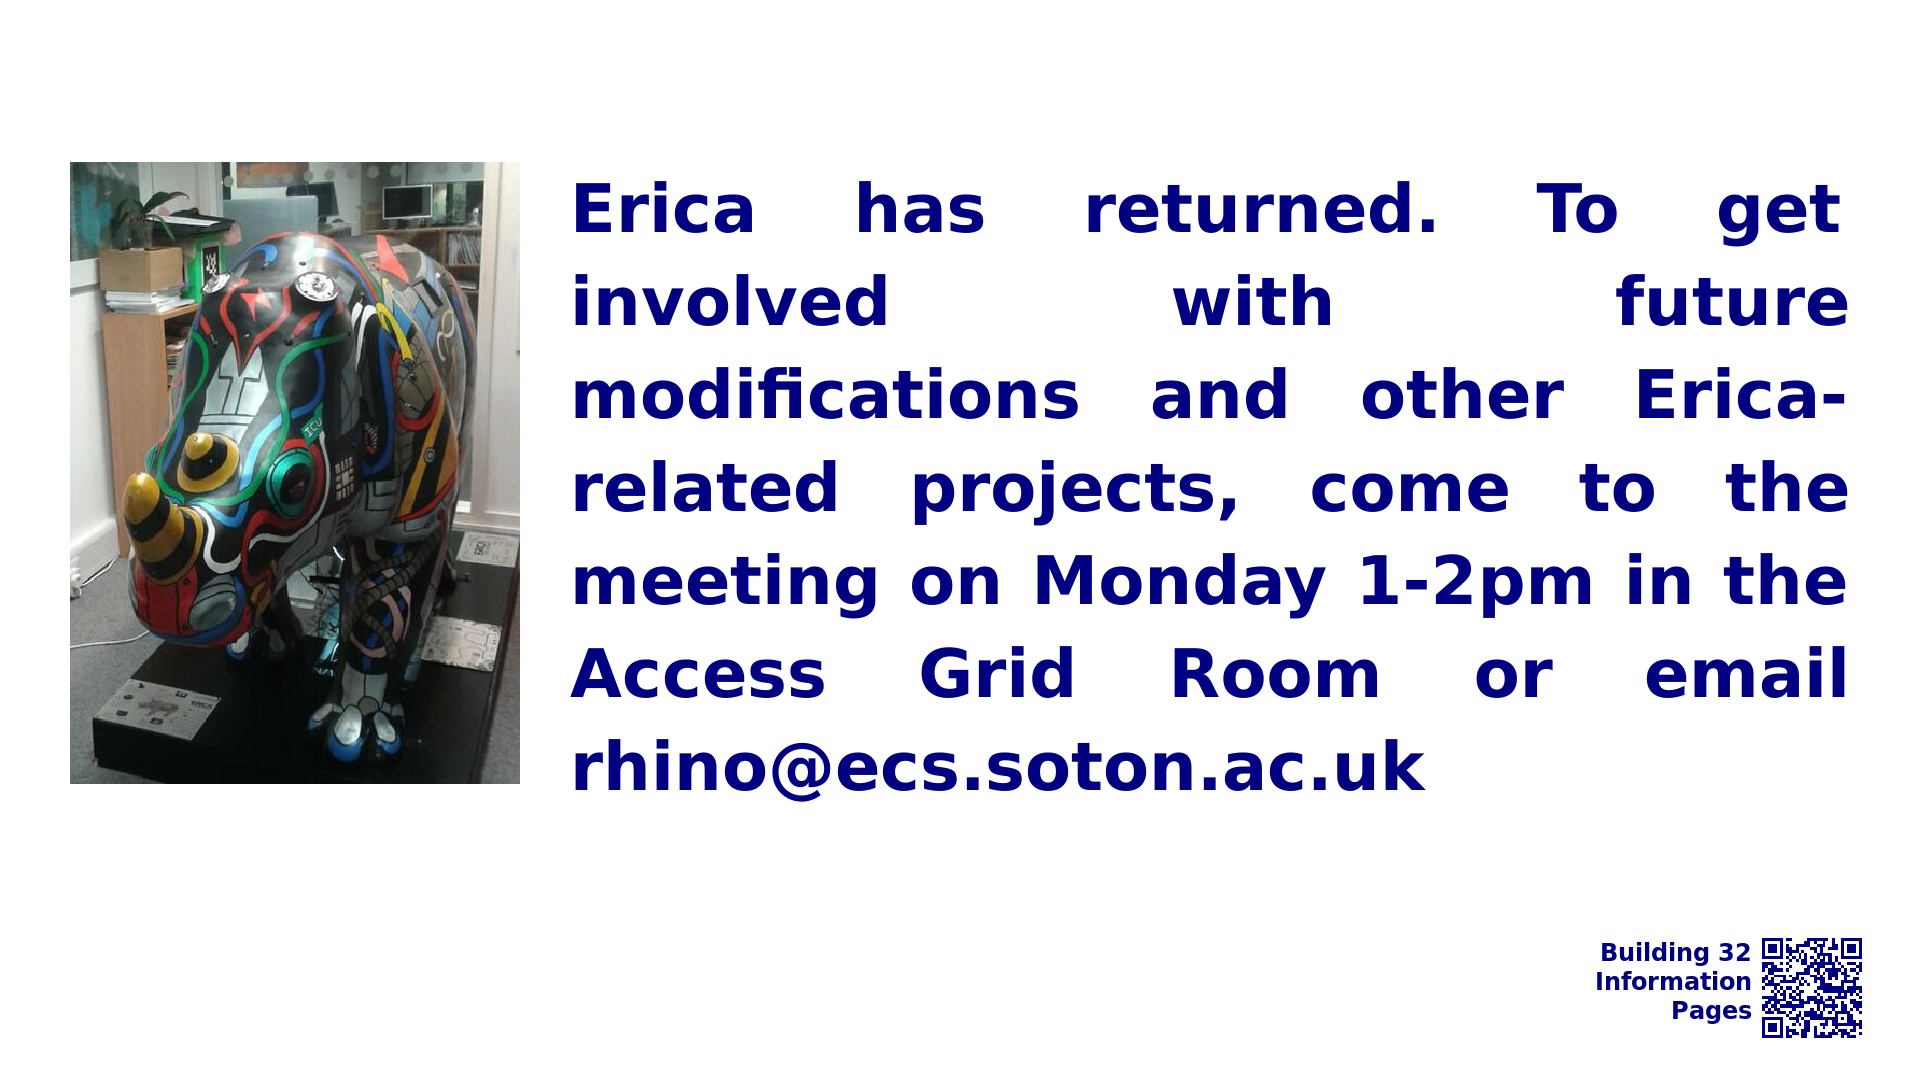 Erica has returned. To get
involved with future
modifications and other Erica-
related projects, come to the
meeting on Monday 1-2pm in the
Access Grid Room or email
rhino@ecs.soton.ac.uk
ICU
ERICA
Building 32
Information
Pages